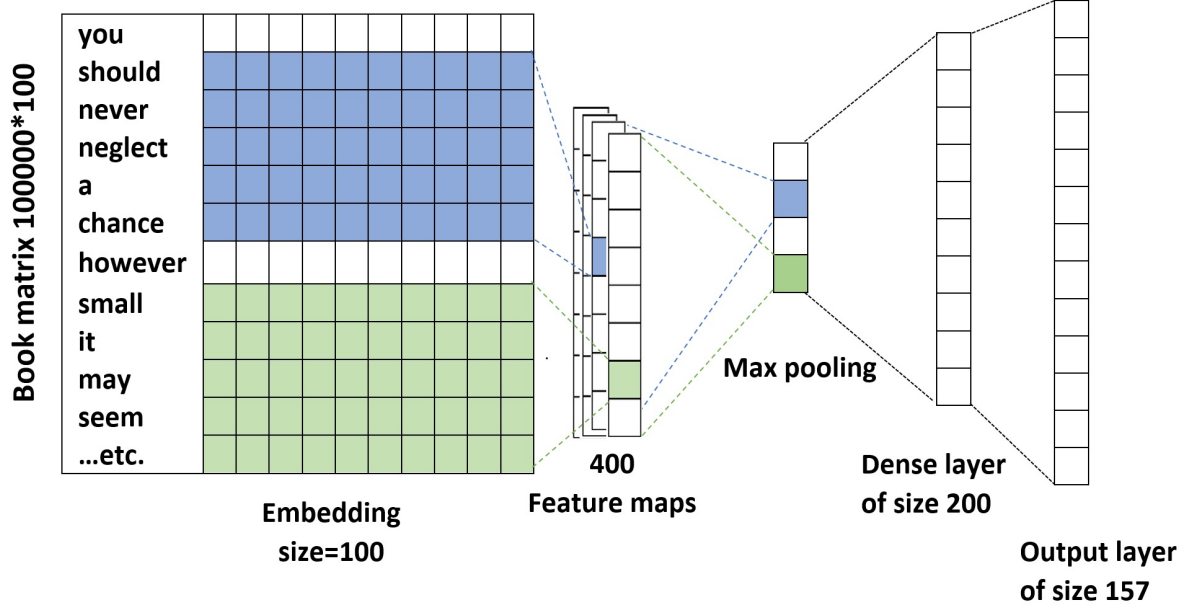 Book matrix 100000*100
you
should
never
neglect
a
chance
however
small
it
may
seem
...etc.
Embedding
size=100
400
Feature maps
Max pooling
Dense layer
of size 200
Output layer
of size 157